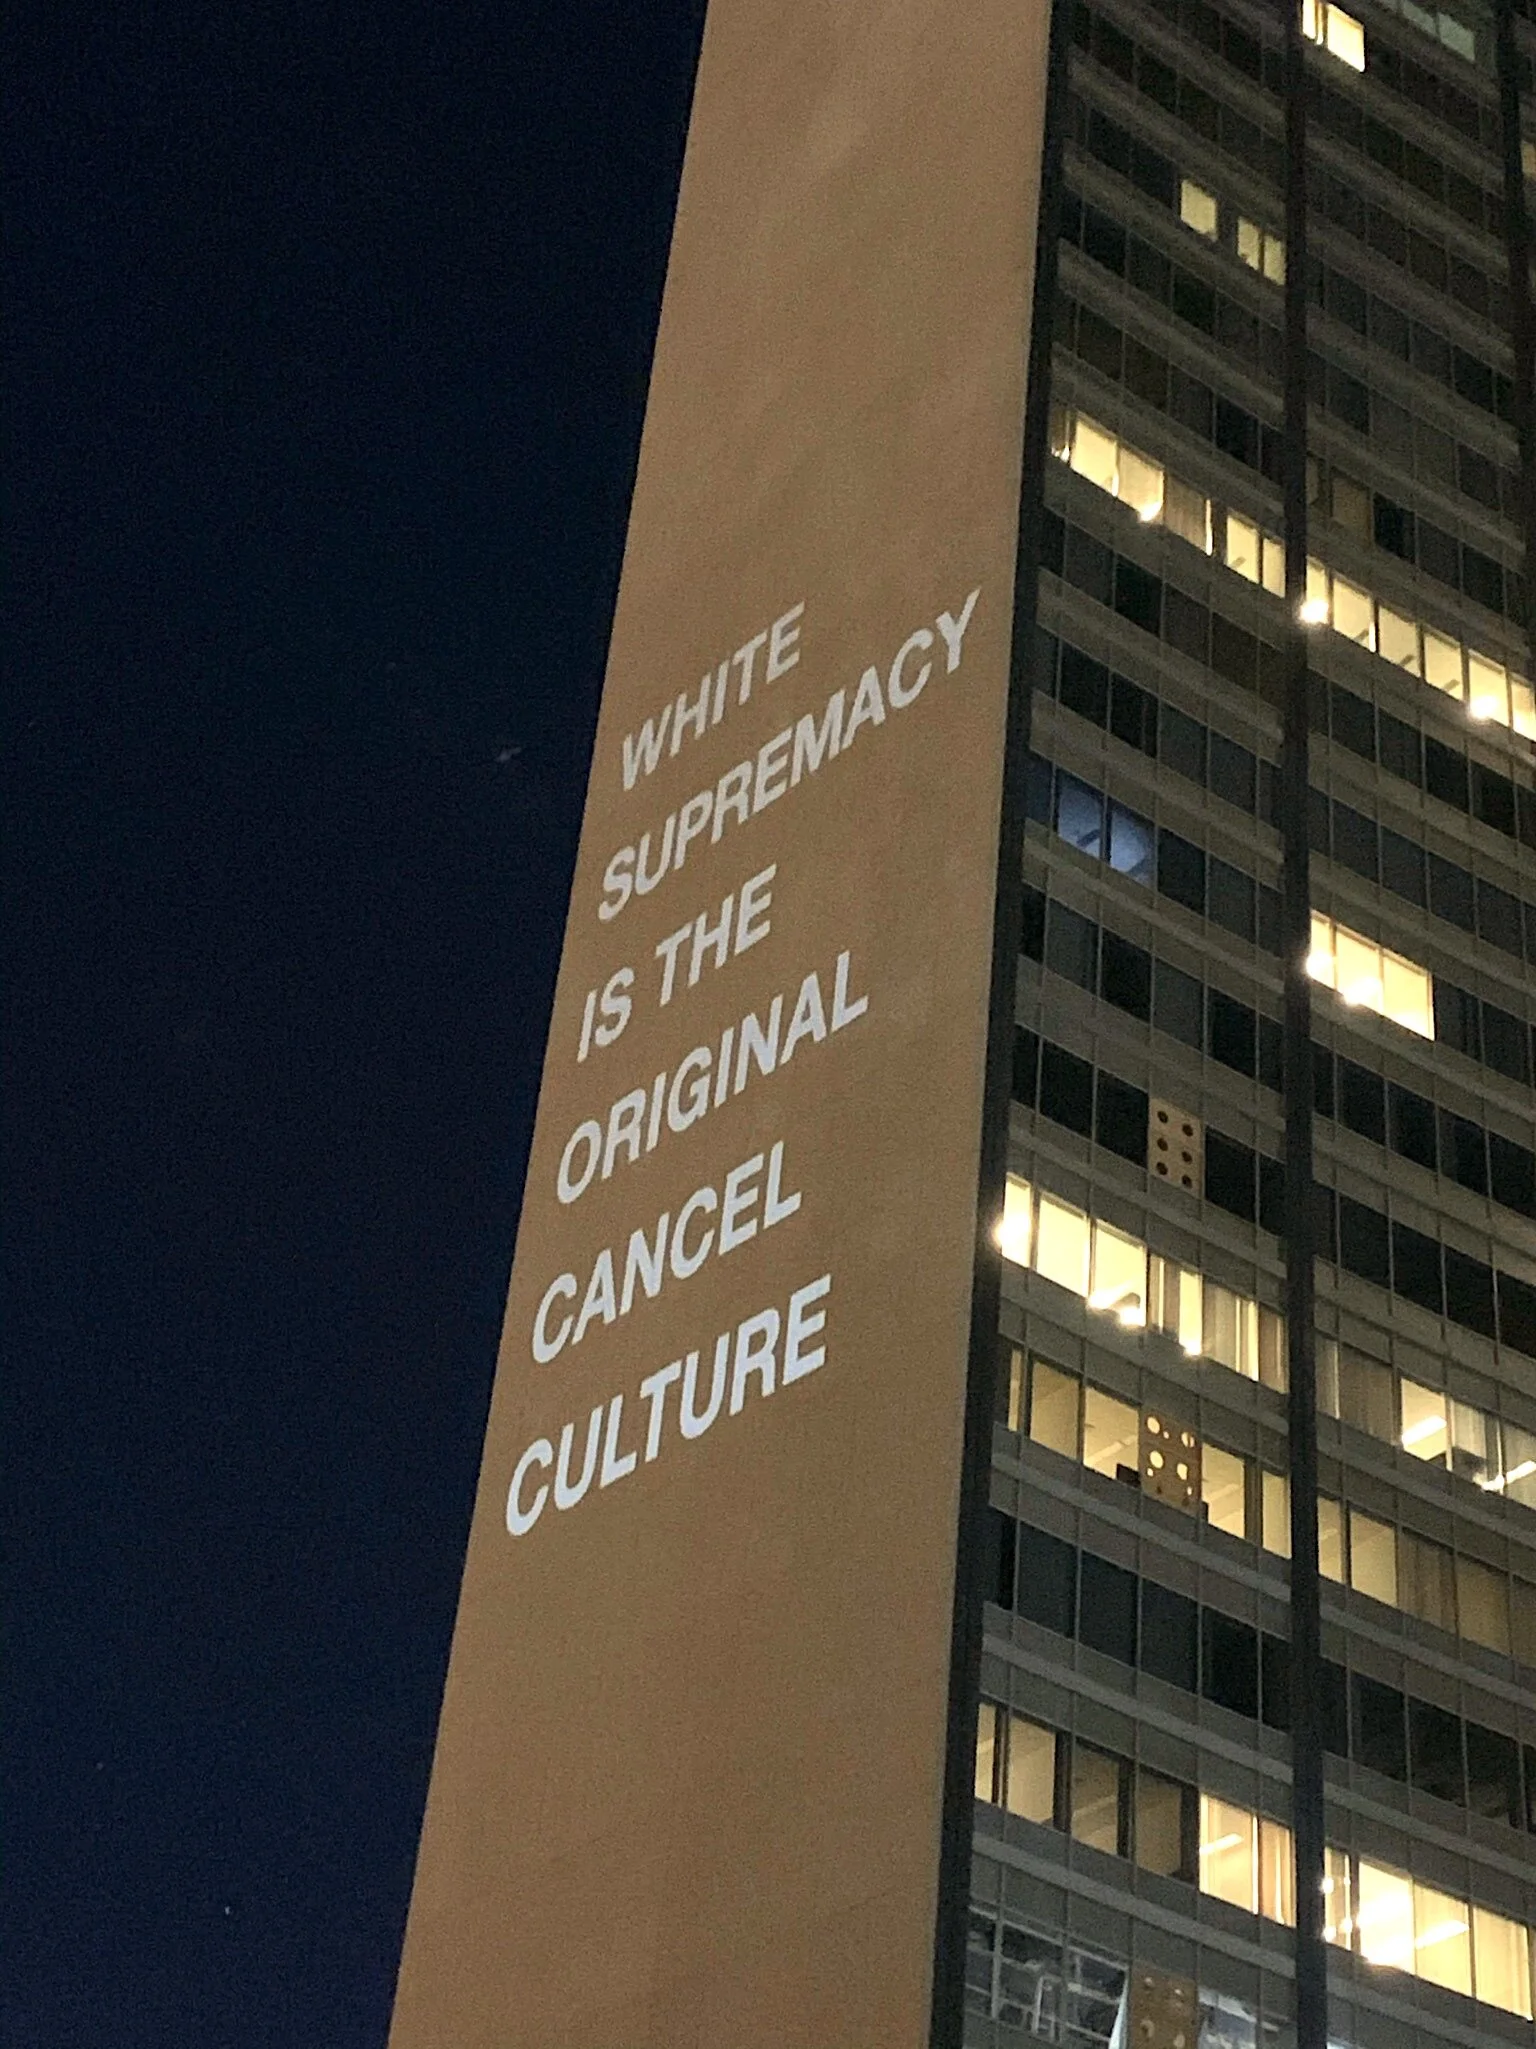 WHITE
SUPREMACY
IS THE
ORIGINAL
CANCEL
CULTURE